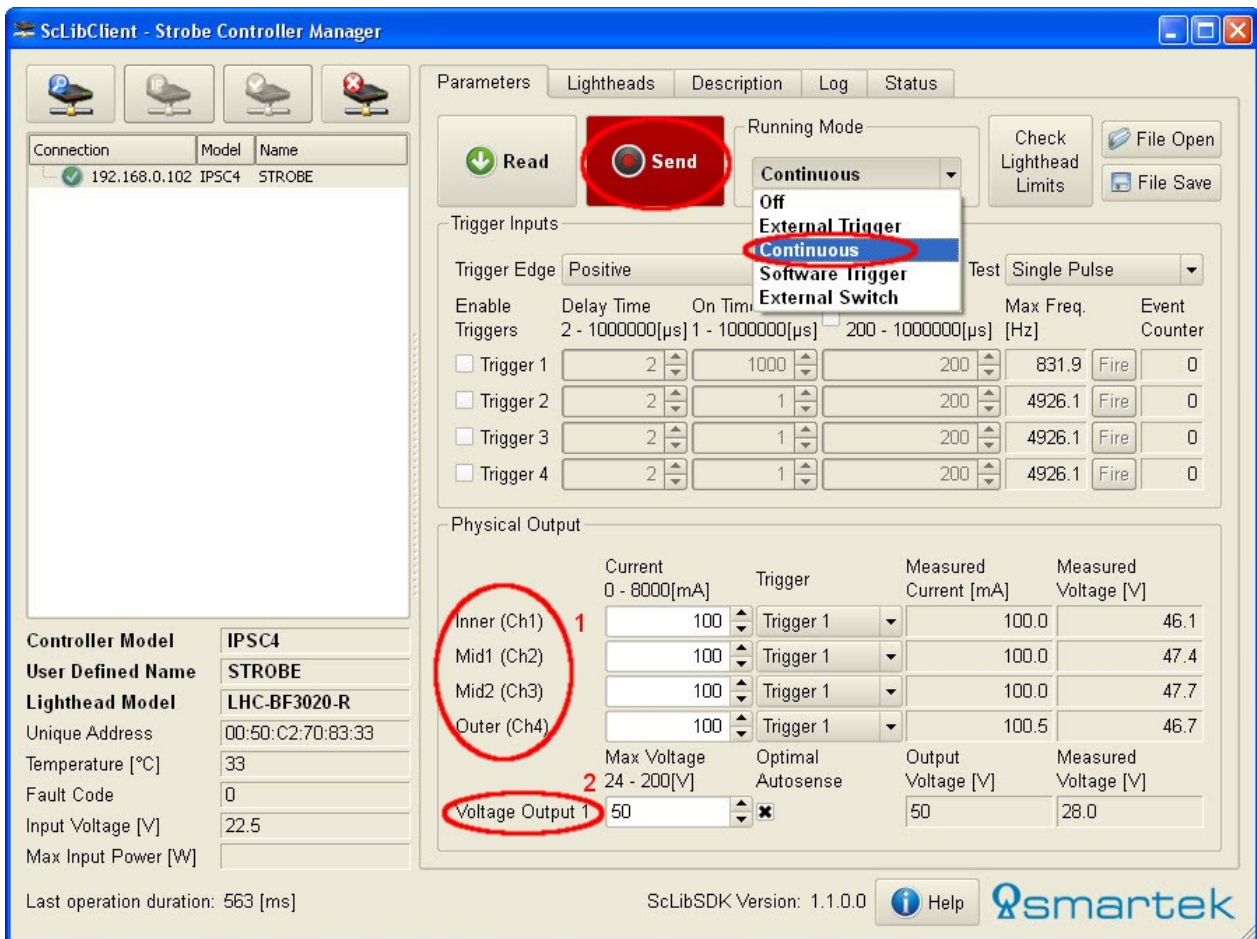 ScLibClient - Strobe Controller Manager
Connection Model Name
192.168.0.102 IPSC4 STROBE
Controller Model IPSC4
User Defined Name STROBE
Lighthead Model LHC-BF3020-R
Unique Address 00:50:C2:70:83:33
Temperature [°C] 33
Fault Code 0
Input Voltage [V] 22.5
Max Input Power [W]
Parameters Lightheads Description Log Status
Read Send
Running Mode
Continuous
Off
External Trigger
Continuous
Software Trigger
External Switch
Check
Lighthead
Limits
File Open
File Save
Trigger Inputs
Trigger Edge Positive Test Single Pulse
Enable Delay Time On Max Freq. Event
Triggers 2 - 1000000[µs] 1 - 1000000[µs] 200 - 1000000[µs] [Hz] Counter
Trigger 1 2 1000 200 831.9 Fire 0
Trigger 2 2 1 200 4926.1 Fire 0
Trigger 3 2 1 200 4926.1 Fire 0
Trigger 4 2 1 200 4926.1 Fire 0
Physical Output
Current Trigger Measured Measured
0 - 8000[mA] Current [mA] Voltage [V]
Inner (Ch1) 1 100 Trigger 1 100.0 46.1
Mid1 (Ch2) 100 Trigger 1 100.0 47.4
Mid2 (Ch3) 100 Trigger 1 100.0 47.7
Outer (Ch4) 100 Trigger 1 100.5 46.7
Max Voltage Optimal Output Measured
2 24 - 200[V] Autosense Voltage [V] Voltage [V]
Voltage Output 1 50 50 28.0
Last operation duration: 563 [ms] ScLibSDK Version: 1.1.0.0 Help smartek